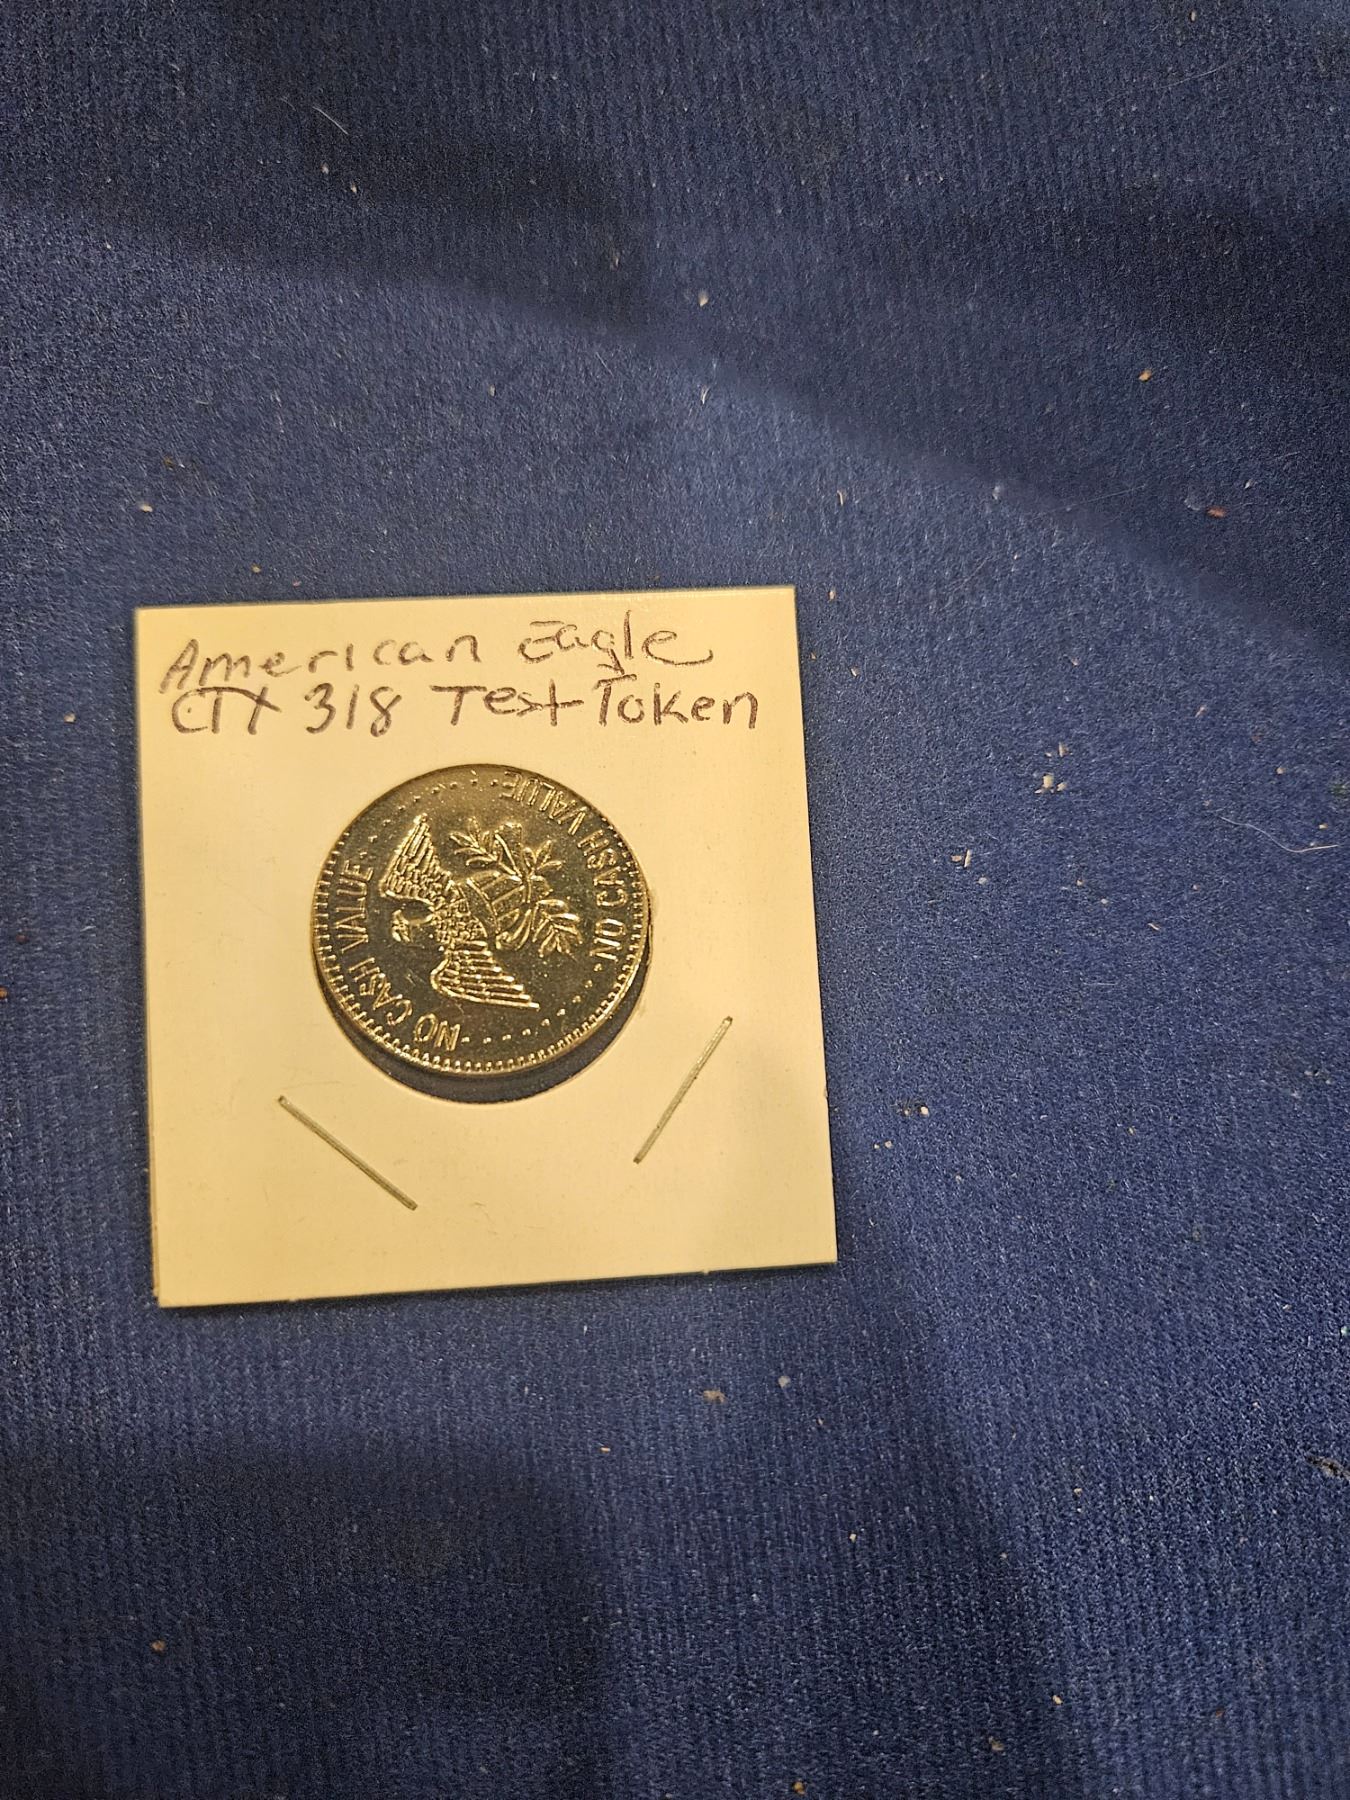 American Eagle
CTX 318 Test Token
NO CASH VALUE
NO CASH VALUE